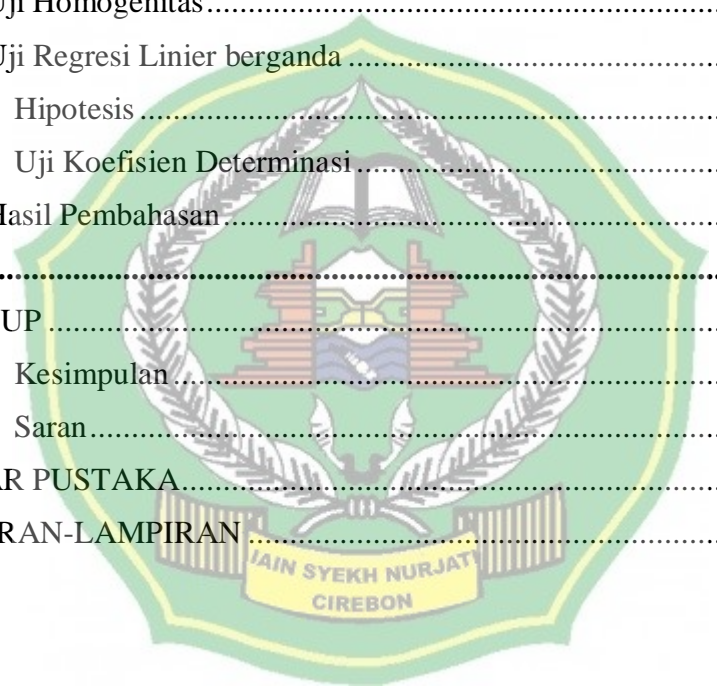 Uji Homogenitas
Uji Regresi Linier berganda
Hipotesis
Uji Koefisien Determinasi
Hasil Pembahasan
UP
Kesimpulan
Saran
AR PUSTAKA
RAN-LAMPIRAN
IAIN SYEKH NURJATI
CIREBON